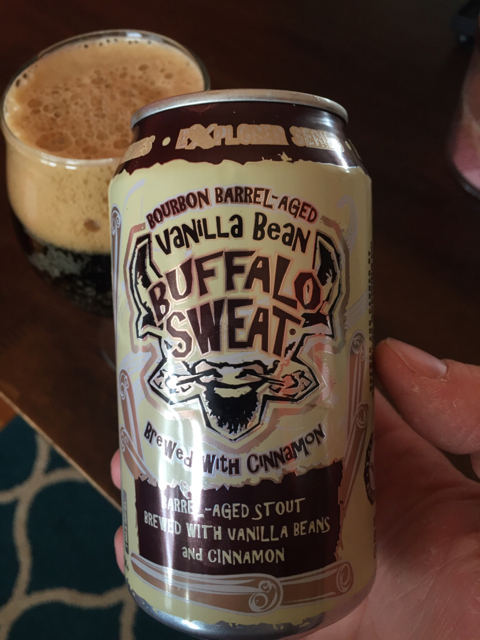 EXPLORER SERIES
BOURBON BARREL-AGED
Vanilla Bean
BUFFALO
SWEAT
Brewed With Cinnamon
BARREL-AGED STOUT
BREWED WITH VANILLA BEANS
and CINNAMON